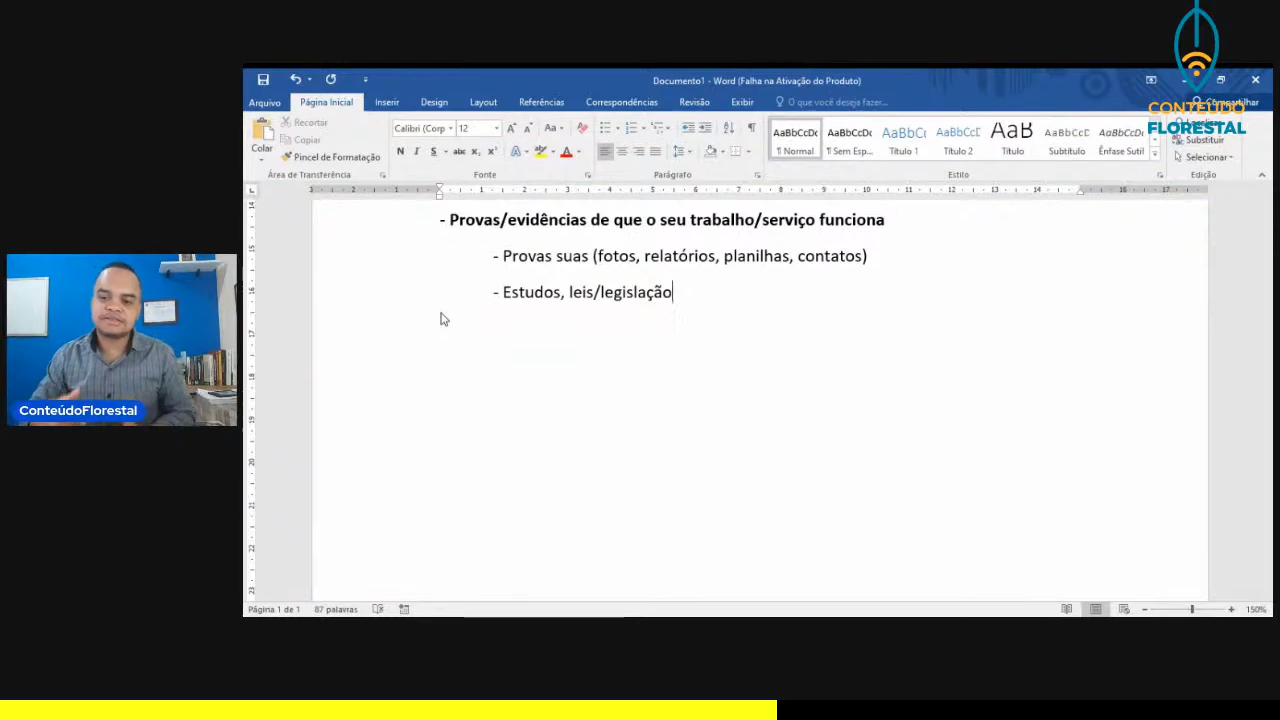 Documento1 - Word (Falha na Ativação do Produto)
Arquivo Página Inicial Inserir Design Layout Referências Correspondências Revisão Exibir O que você deseja fazer...
CONTEÚDO
FLORESTAL
Compartilhar
Colar
Recortar
Copiar
Pincel de Formatação
Área de Transferência
Calibri (Corp 12
Fonte
Parágrafo
AaBbCcDc AaBbCcDc AaBbCc AaBbCcD AaB AaBbCcD AaBbCcD
¶ Normal ¶ Sem Esp... Título 1 Título 2 Título Subtítulo Ênfase Sutil
Estilo
Substituir
Selecionar
Edição
- Provas/evidências de que o seu trabalho/serviço funciona
- Provas suas (fotos, relatórios, planilhas, contatos)
- Estudos, leis/legislação
ConteúdoFlorestal
Página 1 de 1 87 palavras 150%